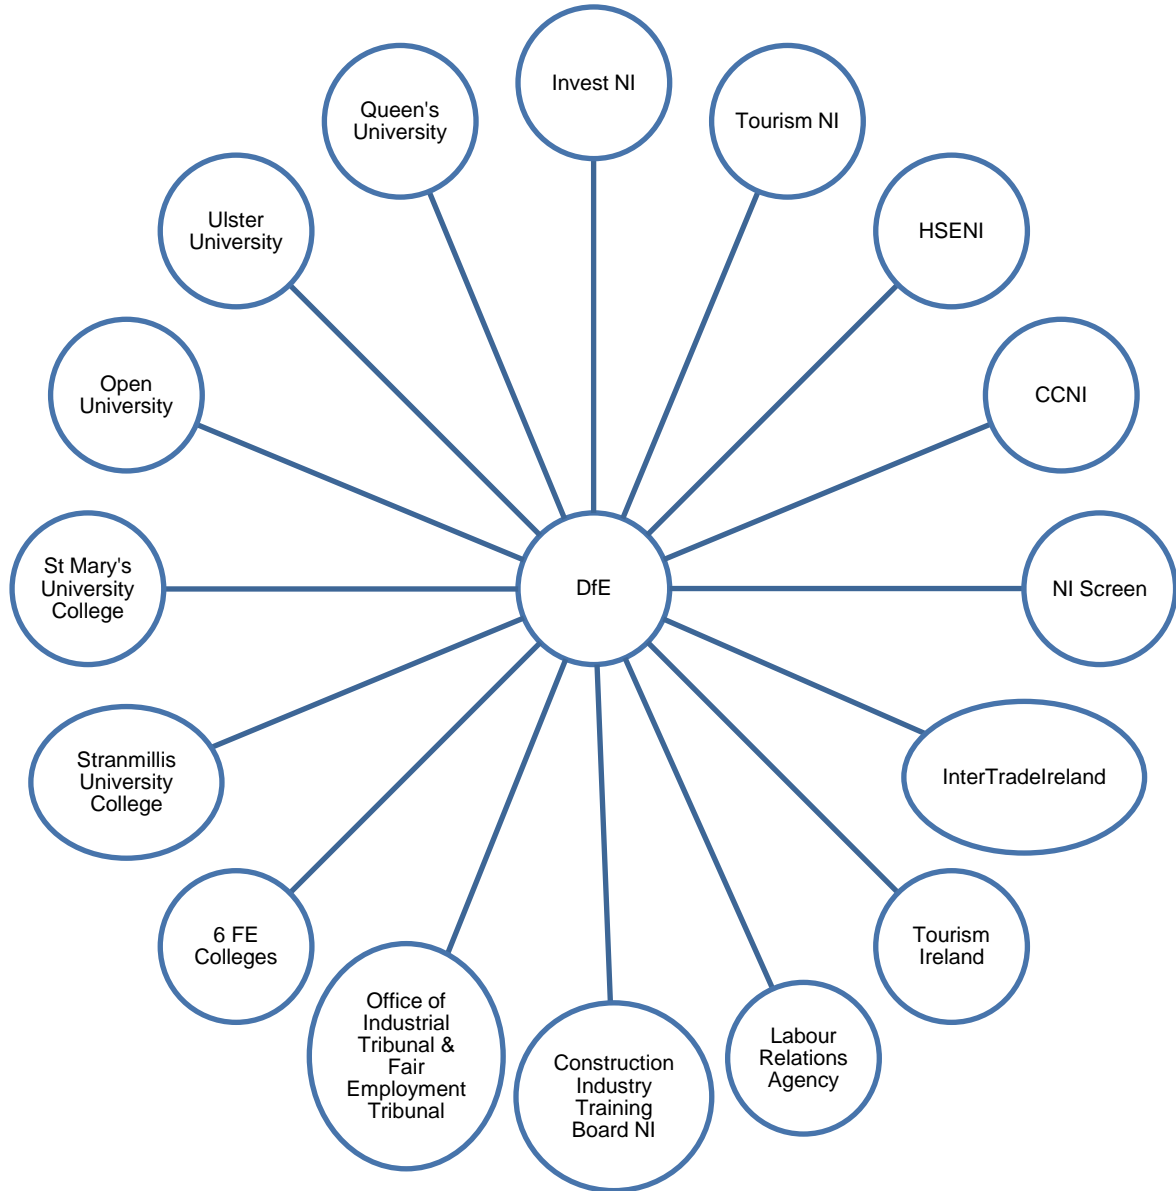 Invest NI
Tourism NI
HSENI
CCNI
NI Screen
InterTradeIreland
Tourism
Ireland
Labour
Relations
Agency
Construction
Industry
Training
Board NI
Office of
Industrial
Tribunal &
Fair
Employment
Tribunal
6 FE
Colleges
Stranmillis
University
College
St Mary's
University
College
Open
University
Ulster
University
Queen's
University
DfE